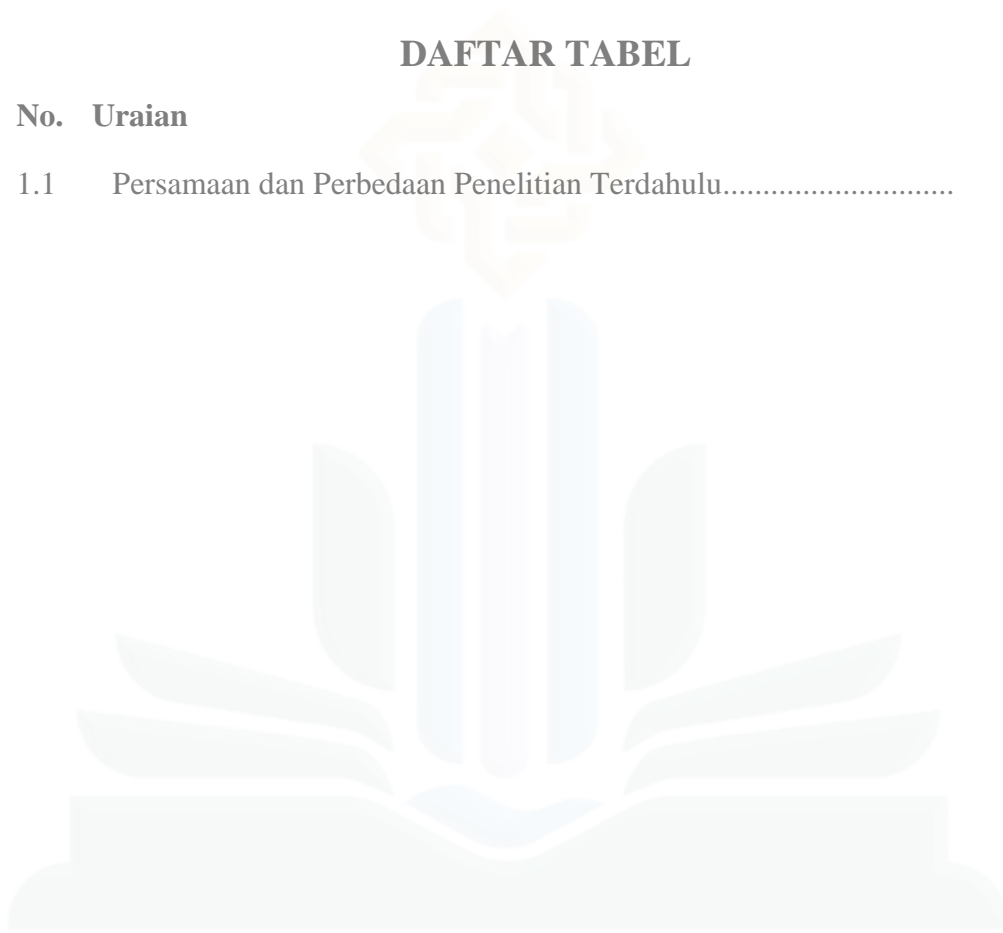 DAFTAR TABEL
No. Uraian
1.1 Persamaan dan Perbedaan Penelitian Terdahulu.............................